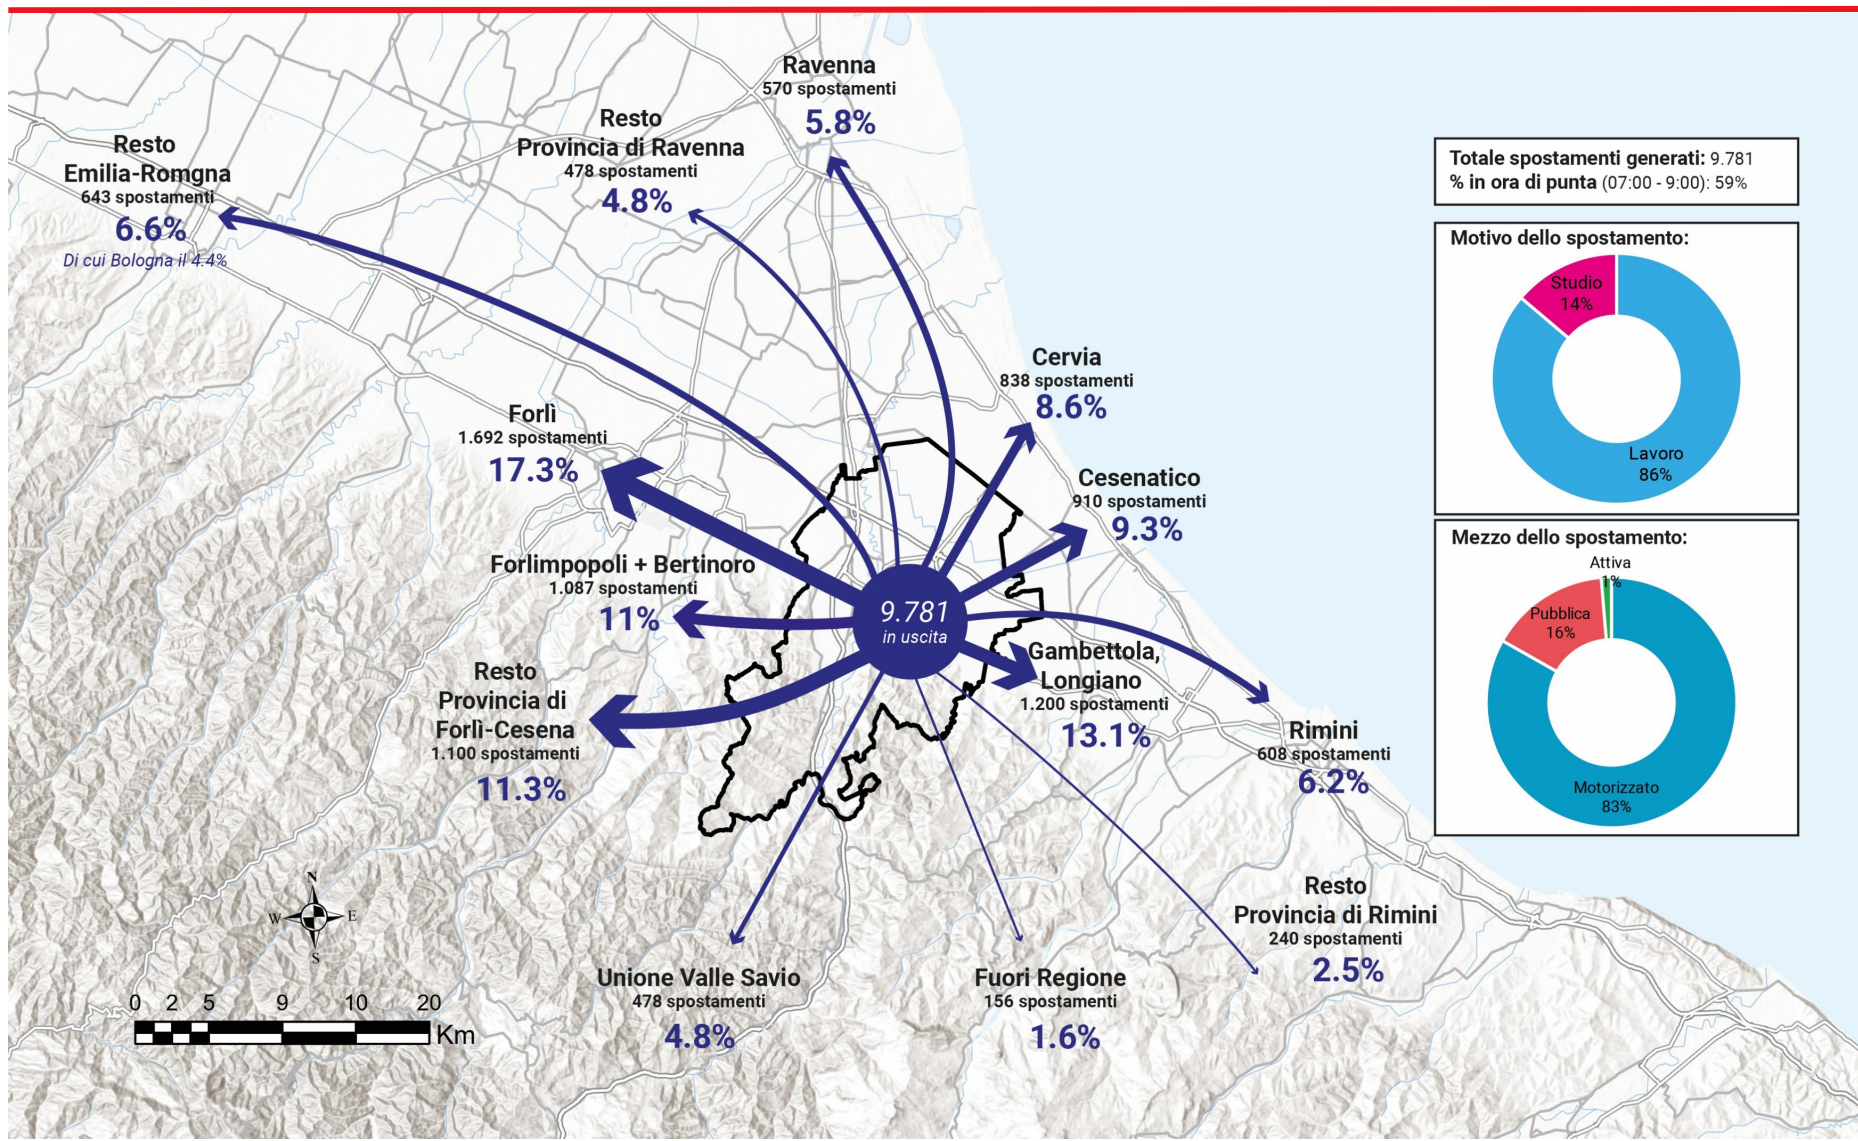 Ravenna
570 spostamenti
5.8%
Resto
Provincia di Ravenna
478 spostamenti
4.8%
Resto
Emilia-Romgna
643 spostamenti
6.6%
Di cui Bologna il 4.4%
Totale spostamenti generati: 9.781
% in ora di punta (07:00 - 9:00): 59%
Motivo dello spostamento:
Studio
14%
Lavoro
86%
Cervia
838 spostamenti
8.6%
Forlì
1.692 spostamenti
17.3%
Cesenatico
910 spostamenti
9.3%
Mezzo dello spostamento:
Attiva
1%
Pubblica
16%
Motorizzato
83%
Forlimpopoli + Bertinoro
1.087 spostamenti
11%
9.781
in uscita
Gambettola,
Longiano
1.200 spostamenti
13.1%
Resto
Provincia di
Forlì-Cesena
1.100 spostamenti
11.3%
Rimini
608 spostamenti
6.2%
Resto
Provincia di Rimini
240 spostamenti
2.5%
N
W E
S
Unione Valle Savio
478 spostamenti
4.8%
Fuori Regione
156 spostamenti
1.6%
0 2 5 9 10 20
Km